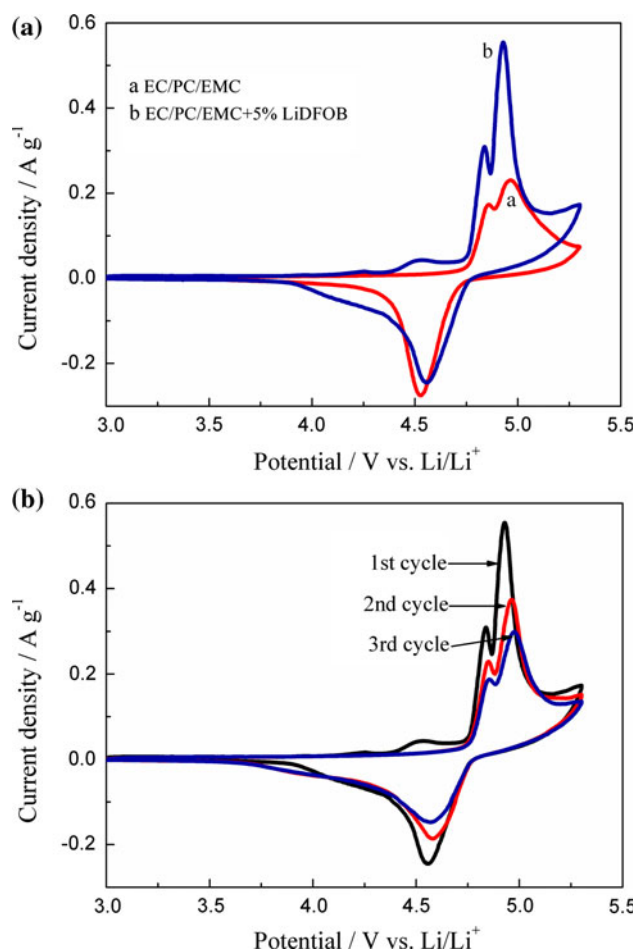 (a)
0.6
0.4
0.2
0.0
-0.2
Current density / A g⁻¹
a EC/PC/EMC
b EC/PC/EMC+5% LiDFOB
b
a
3.0 3.5 4.0 4.5 5.0 5.5
Potential / V vs. Li/Li⁺
(b)
0.6
0.4
0.2
0.0
-0.2
Current density / A g⁻¹
1st cycle
2nd cycle
3rd cycle
3.0 3.5 4.0 4.5 5.0 5.5
Potential / V vs. Li/Li⁺